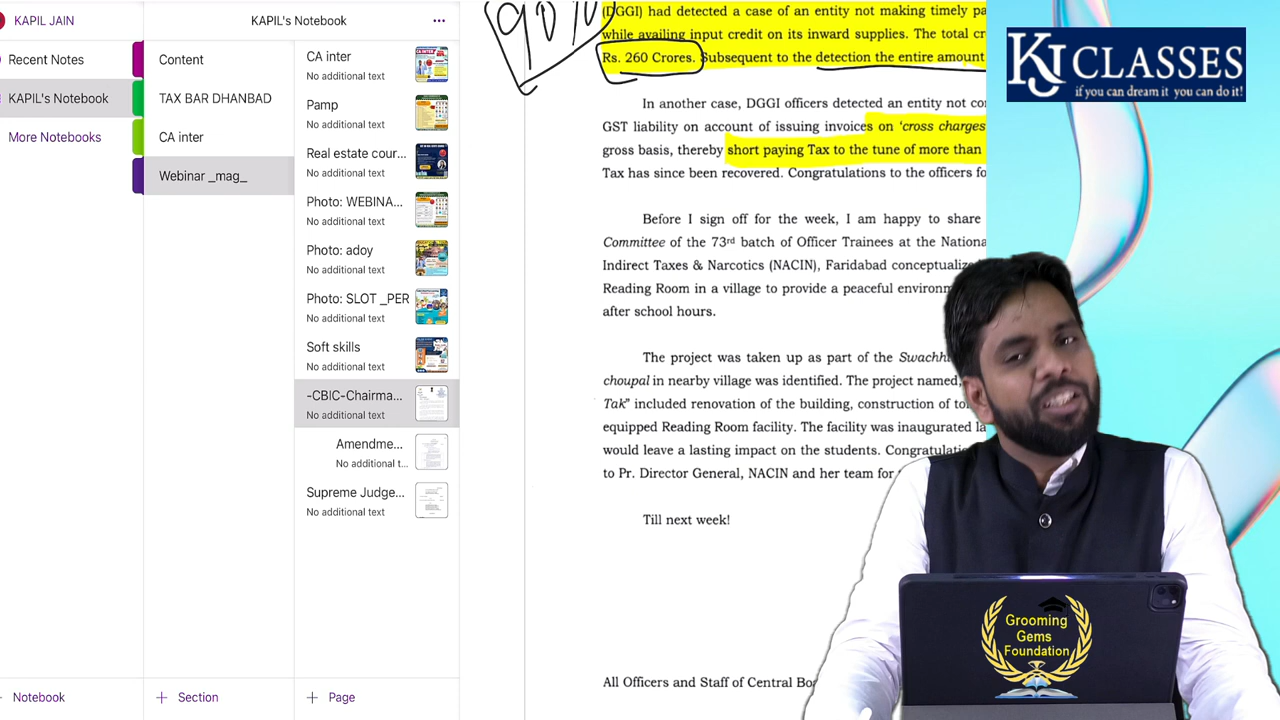 KAPIL JAIN
KAPIL's Notebook
Recent Notes
KAPIL's Notebook
More Notebooks
Content
TAX BAR DHANBAD
CA inter
Webinar _mag_
CA inter
No additional text
Pamp
No additional text
Real estate cour...
No additional text
Photo: WEBINA...
No additional text
Photo: adoy
No additional text
Photo: SLOT _PER
No additional text
Soft skills
No additional text
-CBIC-Chairma...
No additional text
Amendme...
No additional t...
Supreme Judge...
No additional text
Notebook
Section
Page
(DGGI) had detected a case of an entity not making timely pa
while availing input credit on its inward supplies. The total cr
Rs. 260 Crores. Subsequent to the detection the entire amount
In another case, DGGI officers detected an entity not co
GST liability on account of issuing invoices on 'cross charges
gross basis, thereby short paying Tax to the tune of more than
Tax has since been recovered. Congratulations to the officers fo
Before I sign off for the week, I am happy to share
Committee of the 73rd batch of Officer Trainees at the Nationa
Indirect Taxes & Narcotics (NACIN), Faridabad conceptualize
Reading Room in a village to provide a peaceful environm
after school hours.
The project was taken up as part of the Swachh
choupal in nearby village was identified. The project named,
Tak" included renovation of the building, construction of to
equipped Reading Room facility. The facility was inaugurated la
would leave a lasting impact on the students. Congratulatio
to Pr. Director General, NACIN and her team for
Till next week!
All Officers and Staff of Central Bo
KJ CLASSES
if you can dream it you can do it!
Grooming
Gems
Foundation